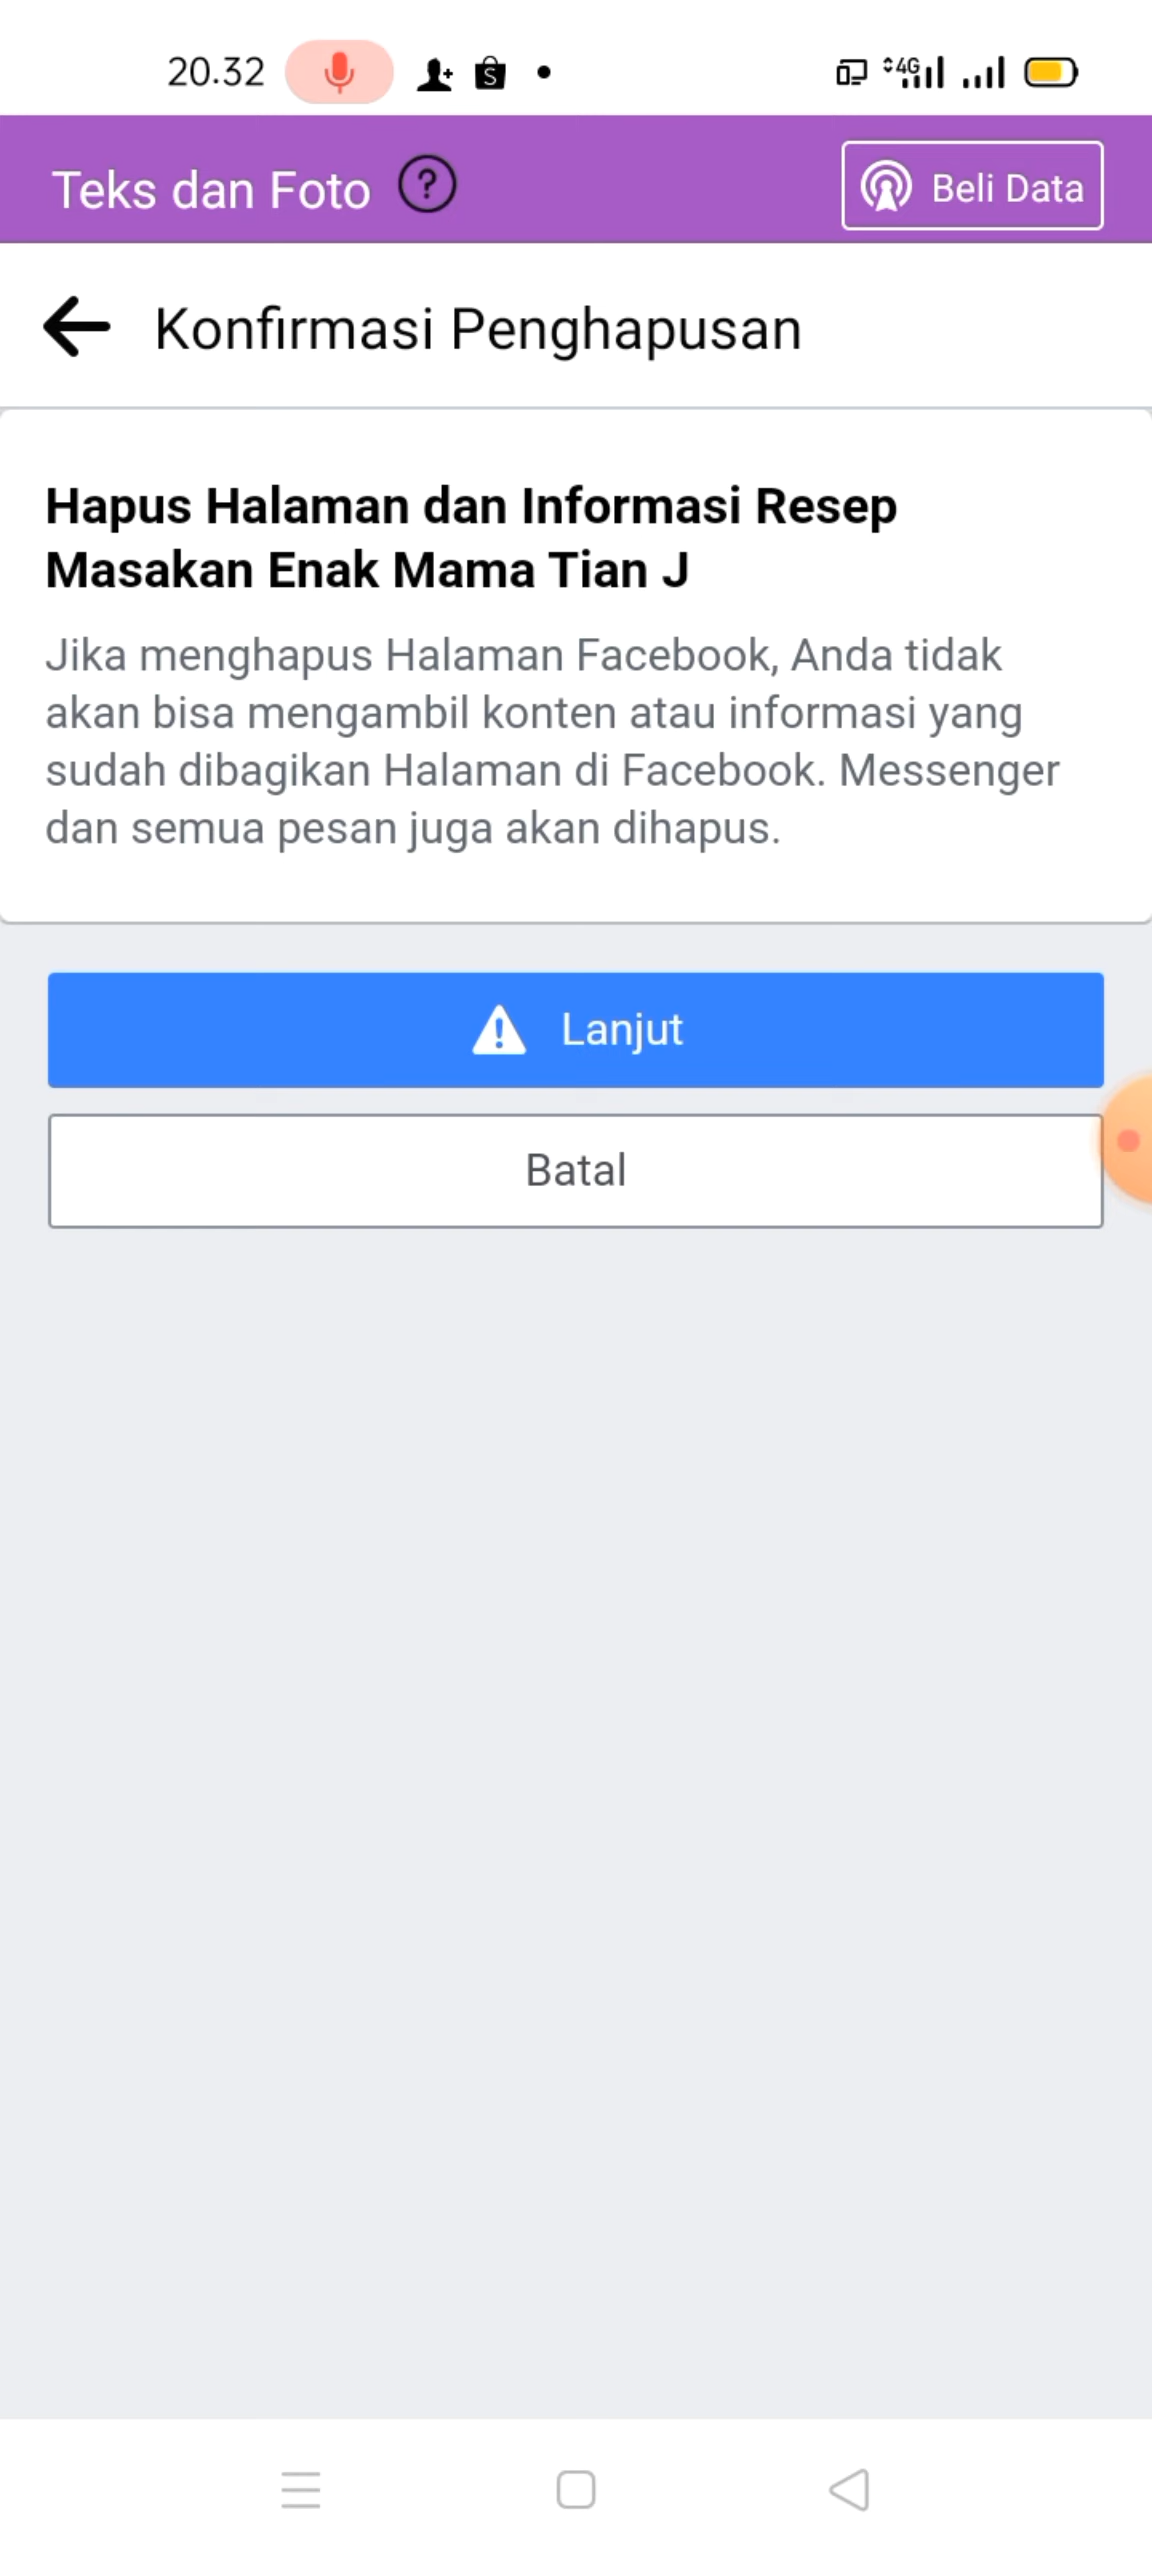 20.32
4G
Teks dan Foto ?
Beli Data
Konfirmasi Penghapusan
Hapus Halaman dan Informasi Resep
Masakan Enak Mama Tian J
Jika menghapus Halaman Facebook, Anda tidak
akan bisa mengambil konten atau informasi yang
sudah dibagikan Halaman di Facebook. Messenger
dan semua pesan juga akan dihapus.
Lanjut
Batal